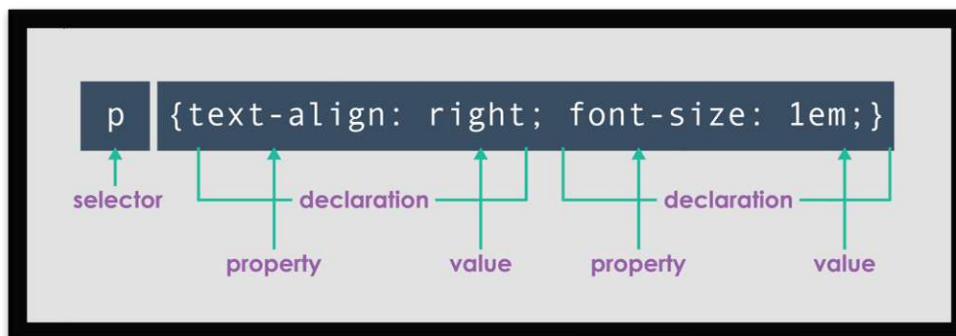 p {text-align: right; font-size: 1em;}
selector declaration declaration
property value property value